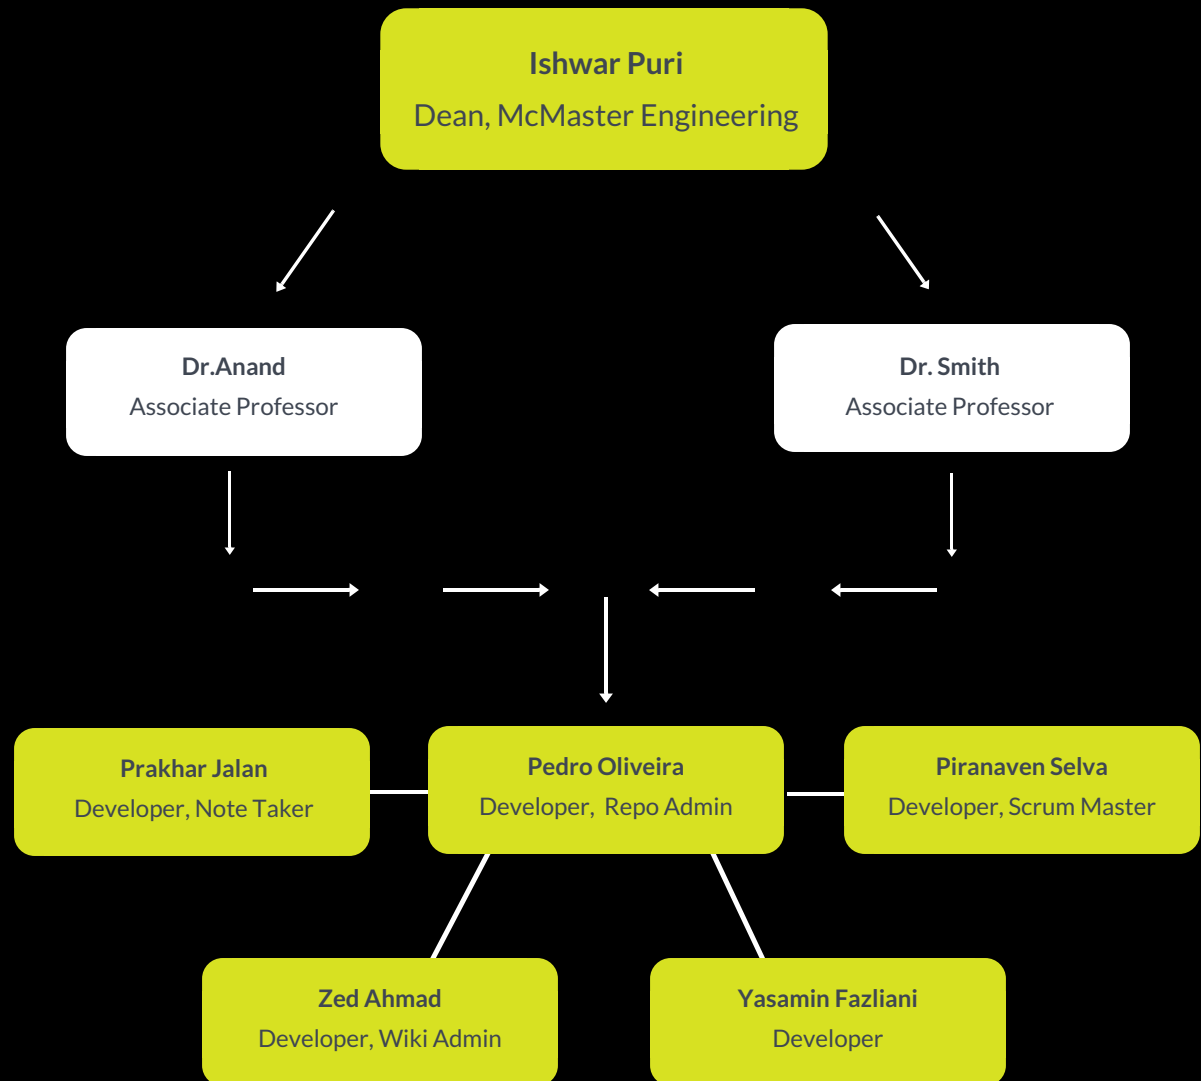 Ishwar Puri
Dean, McMaster Engineering
Dr.Anand
Associate Professor
Dr. Smith
Associate Professor
Prakhar Jalan
Developer, Note Taker
Pedro Oliveira
Developer, Repo Admin
Piranaven Selva
Developer, Scrum Master
Zed Ahmad
Developer, Wiki Admin
Yasamin Fazliani
Developer